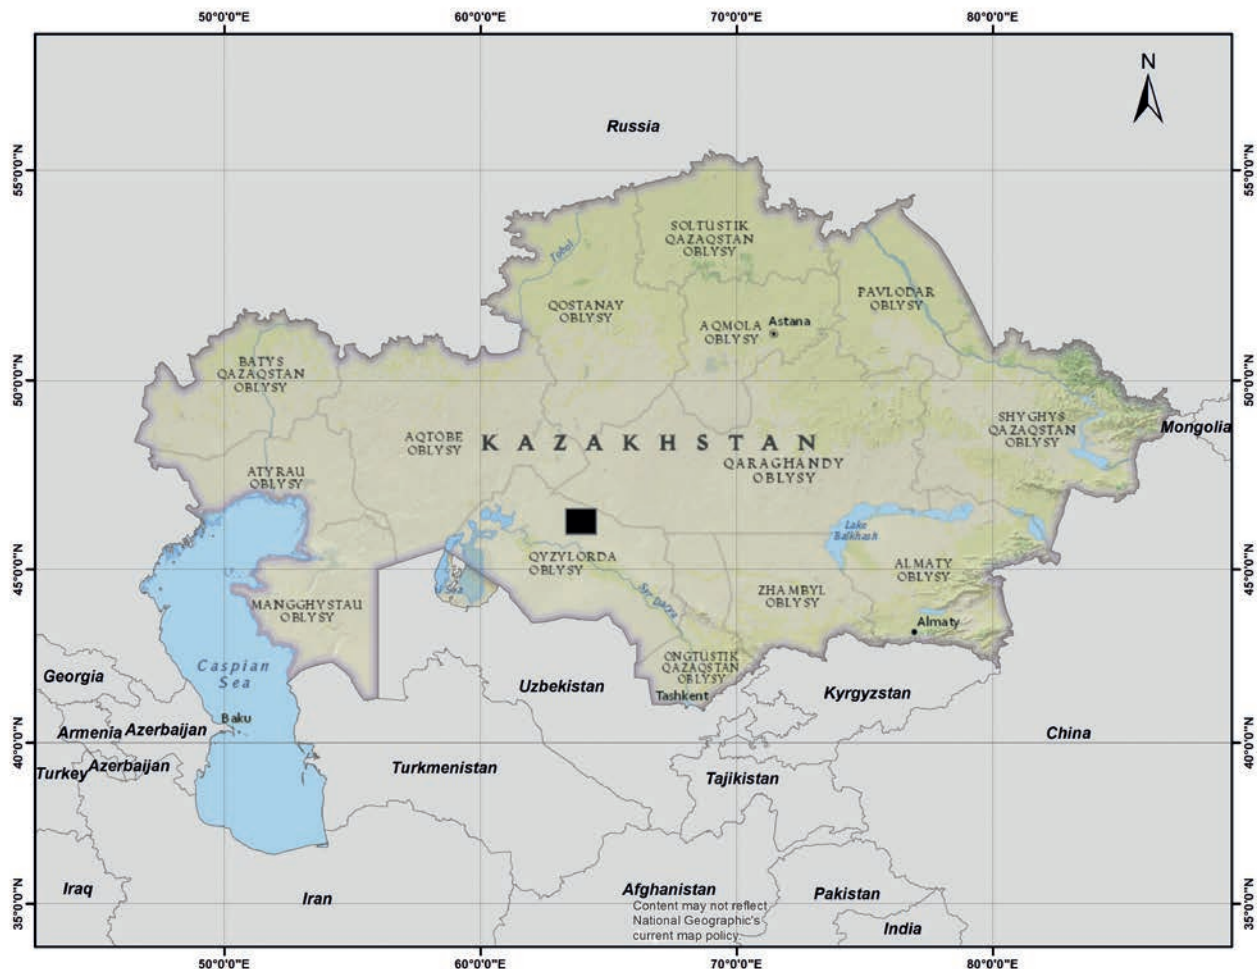 50°0'0"E 60°0'0"E 70°0'0"E 80°0'0"E
N
Russia
55°0'0"N 55°0'0"N
SOLTUSTIK
QAZAQSTAN
OBLYSY
Tobol
QOSTANAY
OBLYSY
PAVLODAR
OBLYSY
AQMOLA
OBLYSY
Astana
BATYS
QAZAQSTAN
OBLYSY
50°0'0"N 50°0'0"N
SHYGHYS
QAZAQSTAN
OBLYSY
Mongolia
AQTOBE
OBLYSY
KAZAKHSTAN
QARAGHANDY
OBLYSY
ATYRAU
OBLYSY
Lake
Balkhash
QYZYLORDA
OBLYSY
ALMATY
OBLYSY
45°0'0"N 45°0'0"N
Sea
Syr Darya
ZHAMBYL
OBLYSY
MANGGHYSTAU
OBLYSY
Almaty
ONGTUSTIK
QAZAQSTAN
OBLYSY
Caspian
Sea
Georgia
Uzbekistan
Tashkent
Kyrgyzstan
Baku
Armenia Azerbaijan
China
40°0'0"N 40°0'0"N
Turkey Azerbaijan
Turkmenistan
Tajikistan
Iraq
Iran
Afghanistan
Pakistan
Content may not reflect
National Geographic's
current map policy.
India
35°0'0"N 35°0'0"N
50°0'0"E 60°0'0"E 70°0'0"E 80°0'0"E